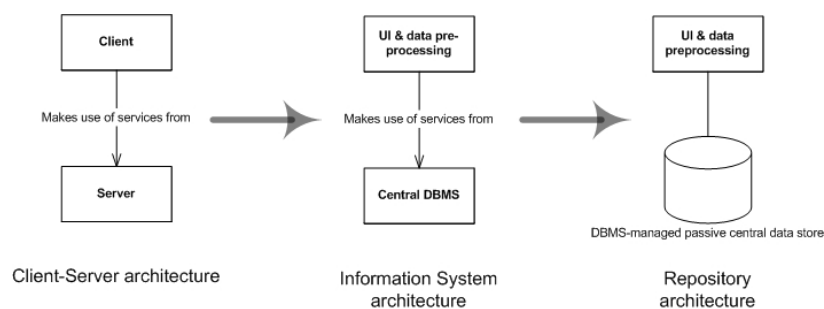 Client
Makes use of services from
Server
Client-Server architecture
UI & data pre-
processing
Makes use of services from
Central DBMS
Information System
architecture
UI & data
preprocessing
DBMS-managed passive central data store
Repository
architecture